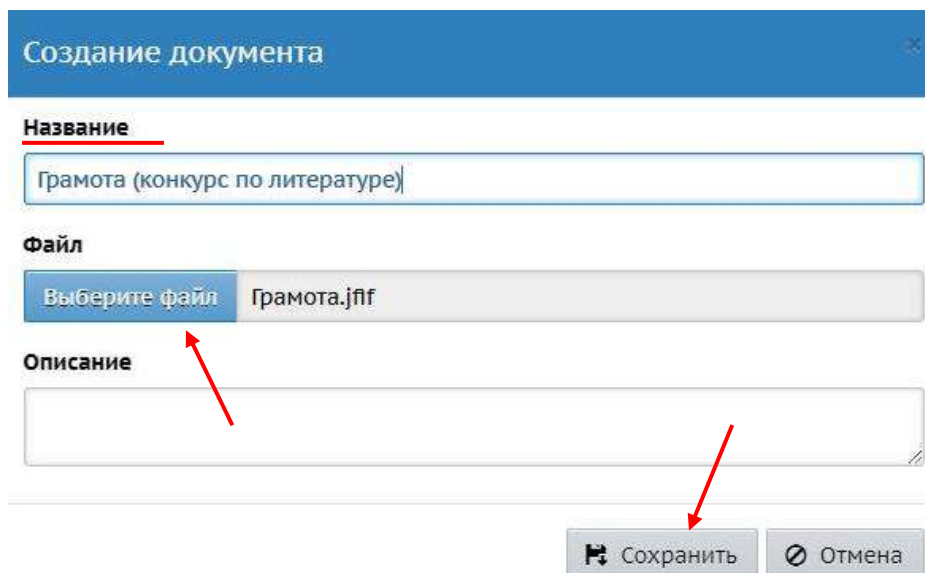 Создание документа
Название
Грамота (конкурс по литературе)
Файл
Выберите файл Грамота.jfif
Описание
Сохранить Отмена